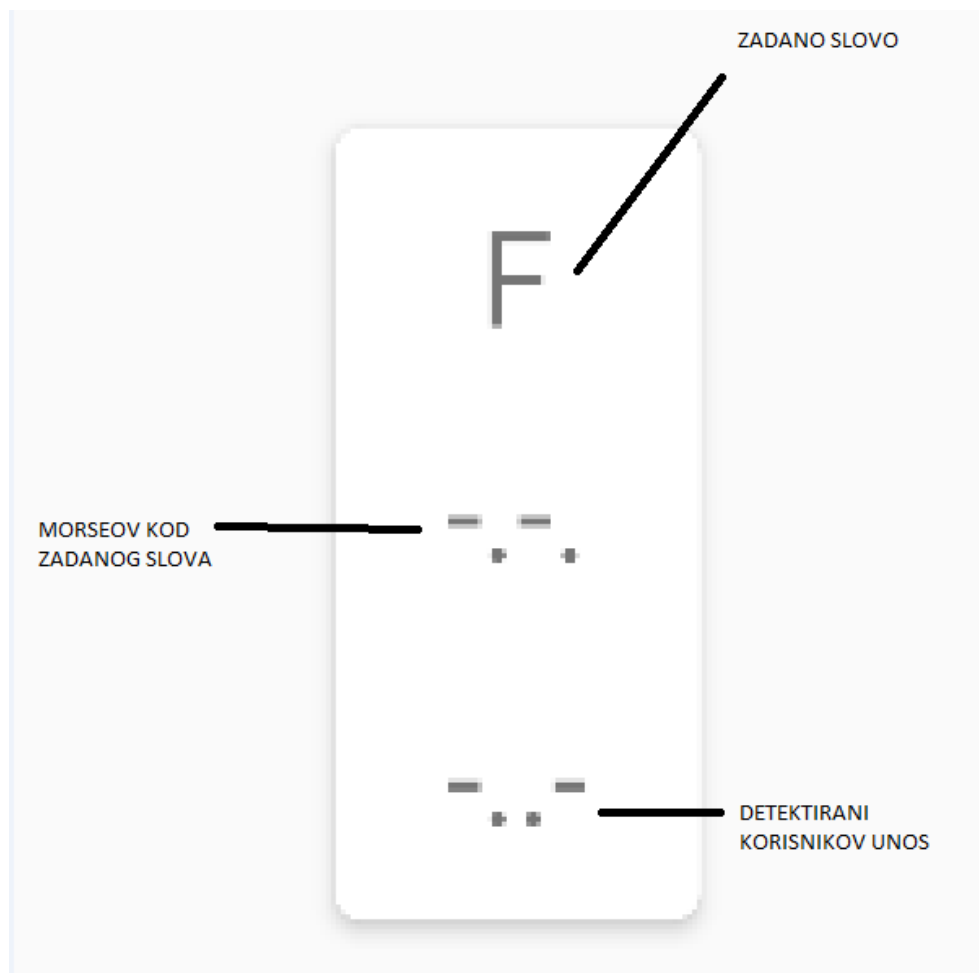 ZADANO SLOVO
F
MORSEOV KOD
ZADANOG SLOVA
-.-.
-..-
DETEKTIRANI
KORISNIKOV UNOS